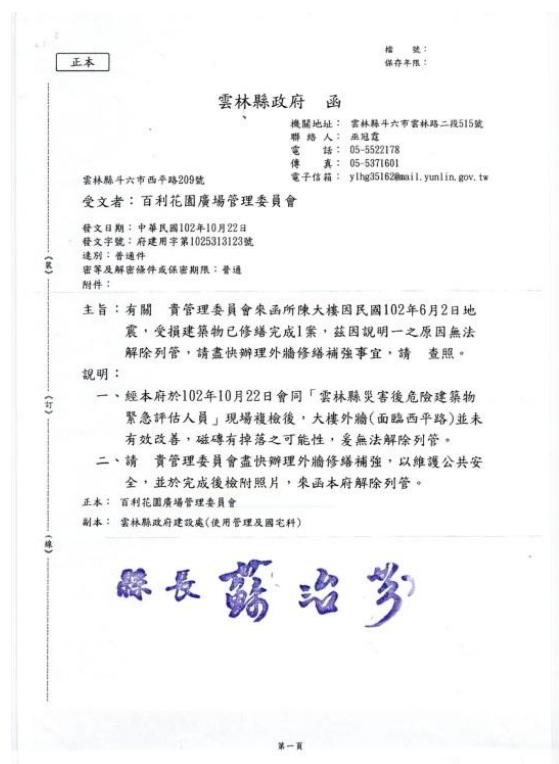 檔　　號：
保存年限：
正本
雲林縣政府　函
機關地址：雲林縣斗六市雲林路二段515號
聯 絡 人：巫冠霆
電　　話：05-5522178
傳　　真：05-5371601
電子信箱：ylhg35162@mail.yunlin.gov.tw
雲林縣斗六市西平路209號
受文者：百利花園廣場管理委員會
發文日期：中華民國102年10月22日
發文字號：府建用字第1025313123號
速別：普通件
密等及解密條件或保密期限：普通
附件：
主旨：有關　貴管理委員會來函所陳大樓因民國102年6月2日地
震，受損建築物已修繕完成1案，茲因說明一之原因無法
解除列管，請盡快辦理外牆修繕補強事宜，請　查照。
說明：
一、經本府於102年10月22日會同「雲林縣災害後危險建築物
緊急評估人員」現場複檢後，大樓外牆(面臨西平路)並未
有效改善，磁磚有掉落之可能性，爰無法解除列管。
二、請　貴管理委員會盡快辦理外牆修繕補強，以維護公共安
全，並於完成後檢附照片，來函本府解除列管。
正本：百利花園廣場管理委員會
副本：雲林縣政府建設處(使用管理及國宅科)
縣長 蘇治芬
裝
訂
線
第一頁